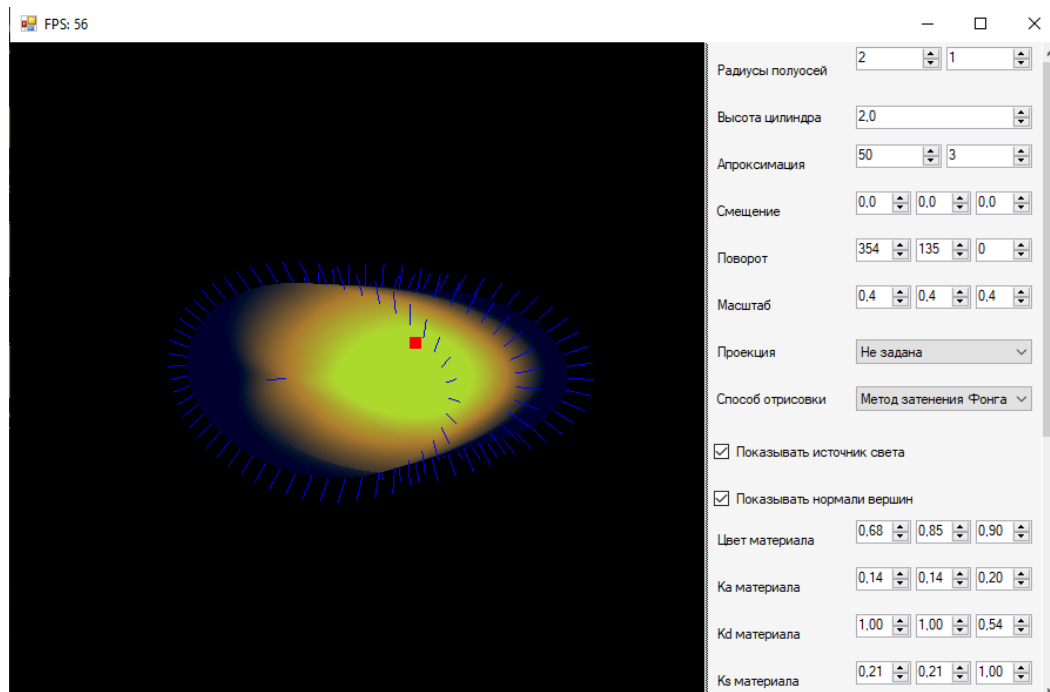 FPS: 56
Радиусы полуосей 2 1
Высота цилиндра 2,0
Апроксимация 50 3
Смещение 0,0 0,0 0,0
Поворот 354 135 0
Масштаб 0,4 0,4 0,4
Проекция Не задана
Способ отрисовки Метод затенения Фонга
Показывать источник света
Показывать нормали вершин
Цвет материала 0,68 0,85 0,90
Ка материала 0,14 0,14 0,20
Kd материала 1,00 1,00 0,54
Ks материала 0,21 0,21 1,00